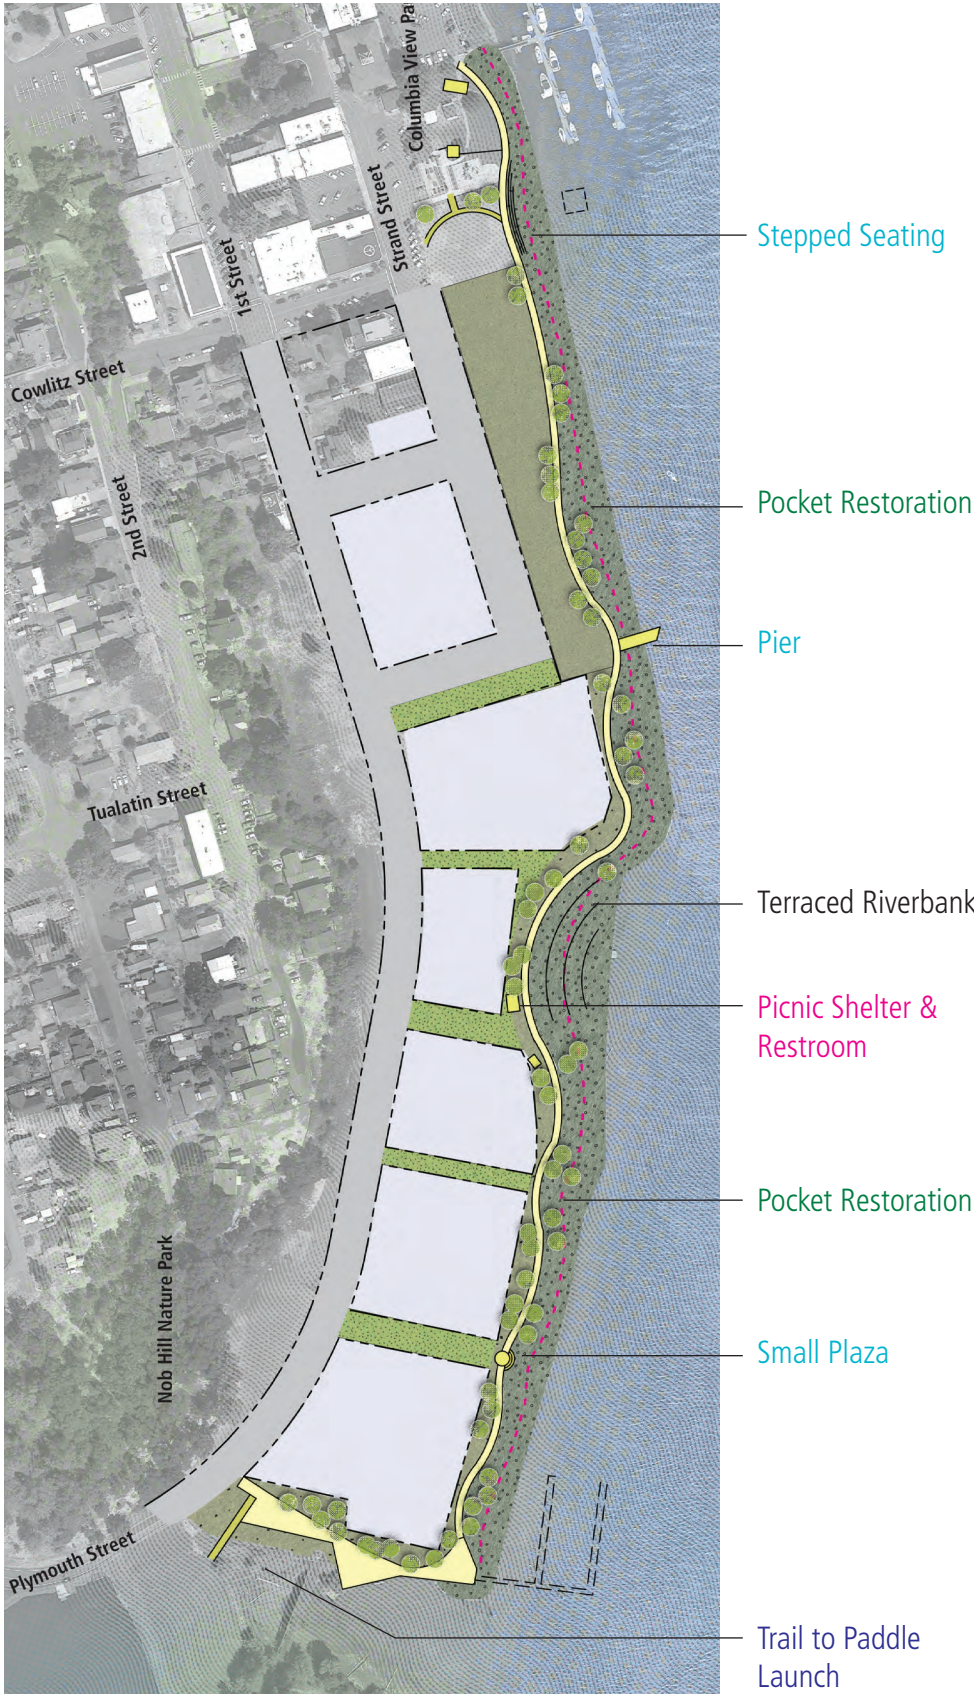 Columbia View Pa
Strand Street
1st Street
Cowlitz Street
2nd Street
Tualatin Street
Nob Hill Nature Park
Plymouth Street
Stepped Seating
Pocket Restoration
Pier
Terraced Riverbank
Picnic Shelter &
Restroom
Pocket Restoration
Small Plaza
Trail to Paddle
Launch